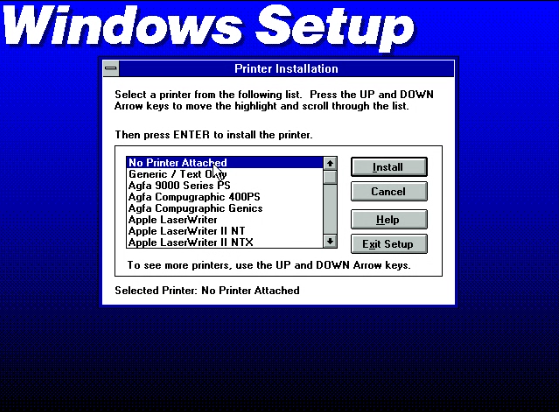 Windows Setup
Printer Installation
Select a printer from the following list. Press the UP and DOWN
Arrow keys to move the highlight and scroll through the list.
Then press ENTER to install the printer.
No Printer Attached
Generic / Text Only
Agfa 9000 Series PS
Agfa Compugraphic 400PS
Agfa Compugraphic Genics
Apple LaserWriter
Apple LaserWriter II NT
Apple LaserWriter II NTX
Install
Cancel
Help
Exit Setup
To see more printers, use the UP and DOWN Arrow keys.
Selected Printer: No Printer Attached